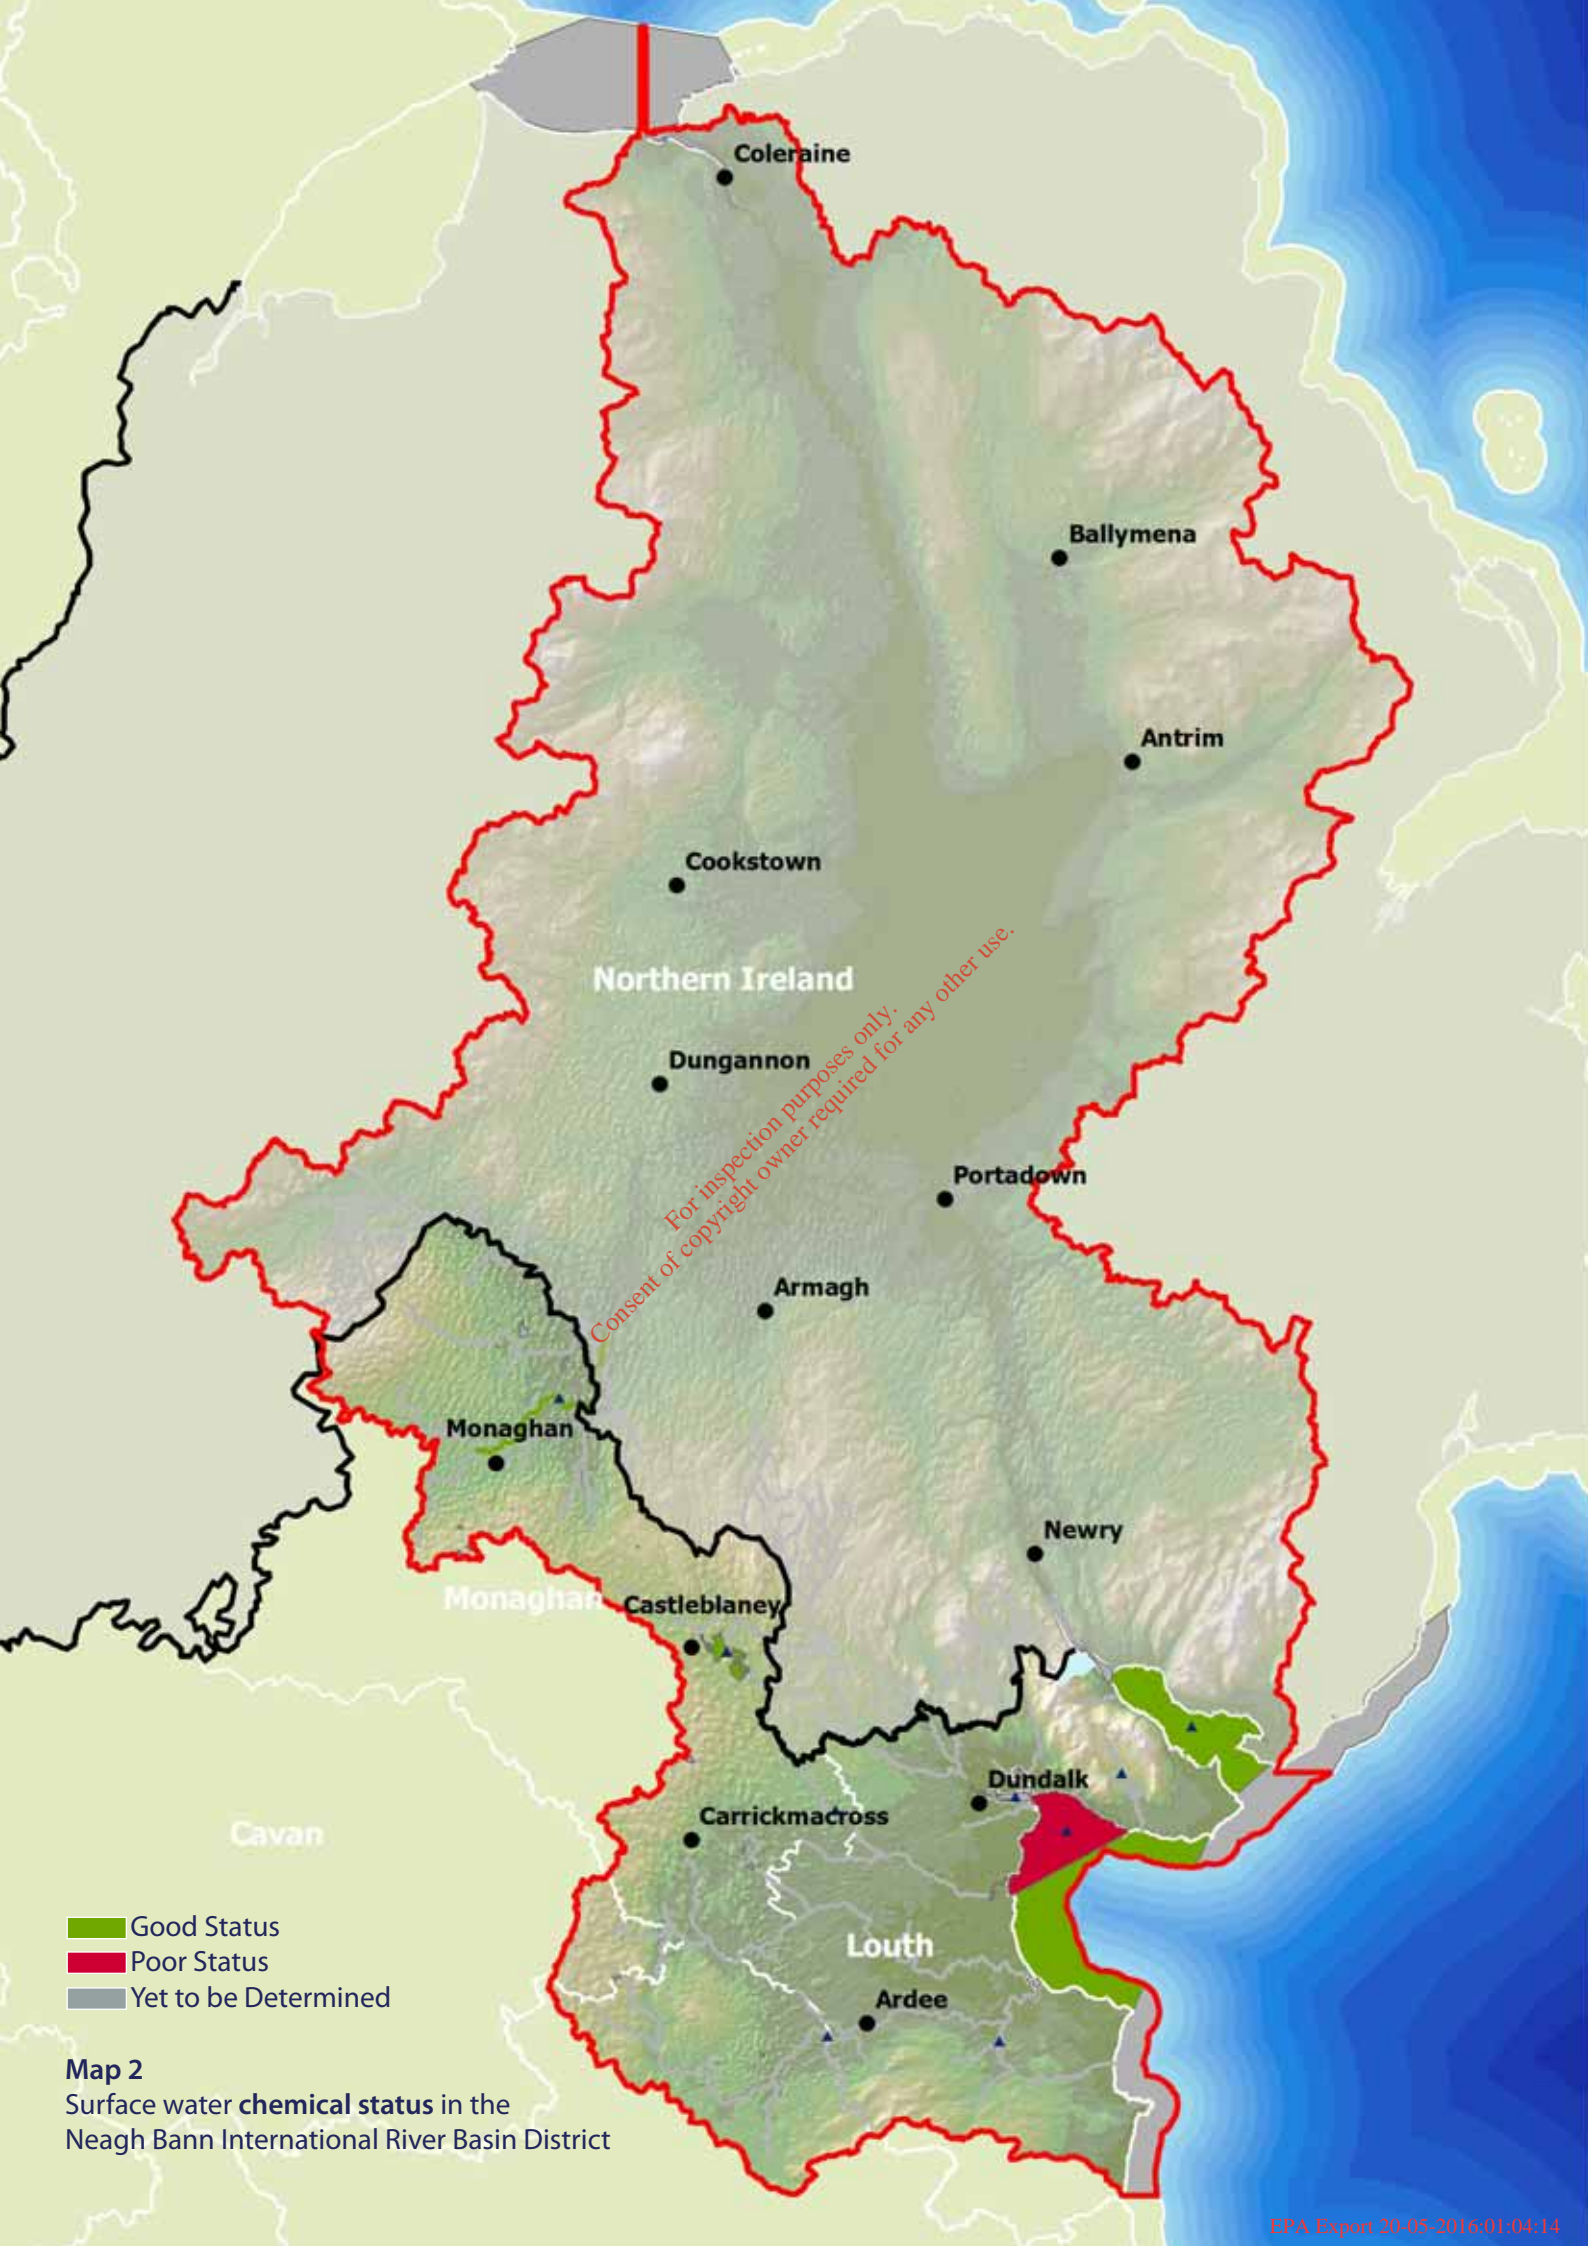 Coleraine
Ballymena
Antrim
Cookstown
Northern Ireland
Dungannon
For inspection purposes only.
Consent of copyright owner required for any other use.
Portadown
Armagh
Monaghan
Newry
Monaghan
Castleblaney
Dundalk
Carrickmacross
Cavan
Louth
Ardee
Good Status
Poor Status
Yet to be Determined
Map 2
Surface water chemical status in the
Neagh Bann International River Basin District
EPA Export 20-05-2016:01:04:14